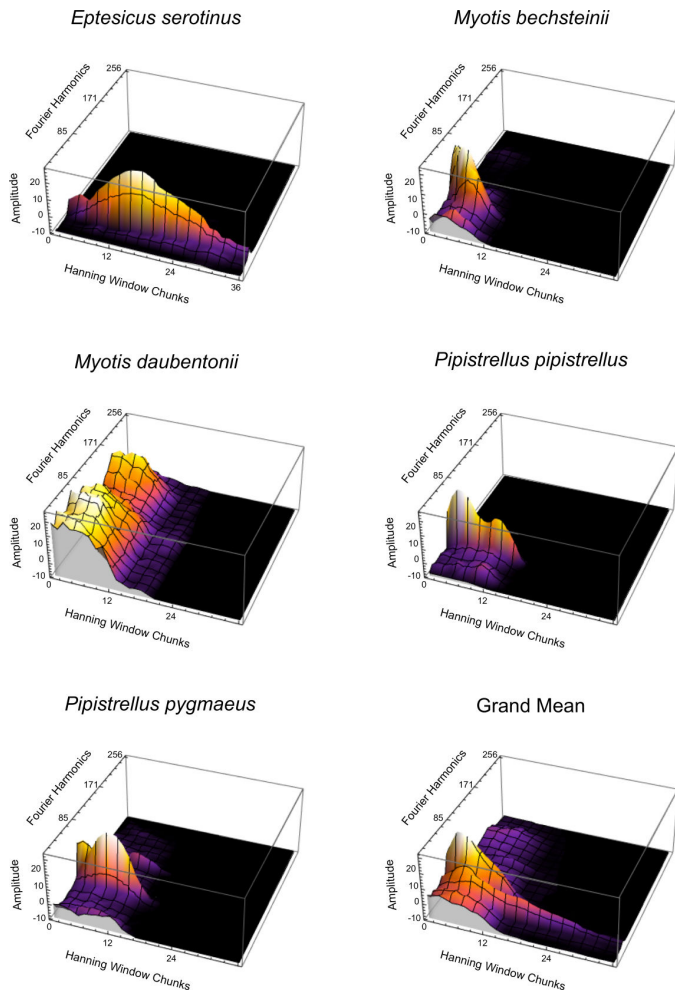 Eptesicus serotinus
Myotis bechsteinii
256
171
85
Fourier Harmonics
20
10
0
-10
Amplitude
0
12
24
36
Hanning Window Chunks
256
171
85
Fourier Harmonics
20
10
0
-10
Amplitude
0
12
24
Hanning Window Chunks
Myotis daubentonii
Pipistrellus pipistrellus
256
171
85
Fourier Harmonics
20
10
0
-10
Amplitude
0
12
24
Hanning Window Chunks
256
171
85
Fourier Harmonics
20
10
0
-10
Amplitude
0
12
24
Hanning Window Chunks
Pipistrellus pygmaeus
Grand Mean
256
171
85
Fourier Harmonics
20
10
0
-10
Amplitude
0
12
24
Hanning Window Chunks
256
171
85
Fourier Harmonics
20
10
0
-10
Amplitude
0
12
24
Hanning Window Chunks